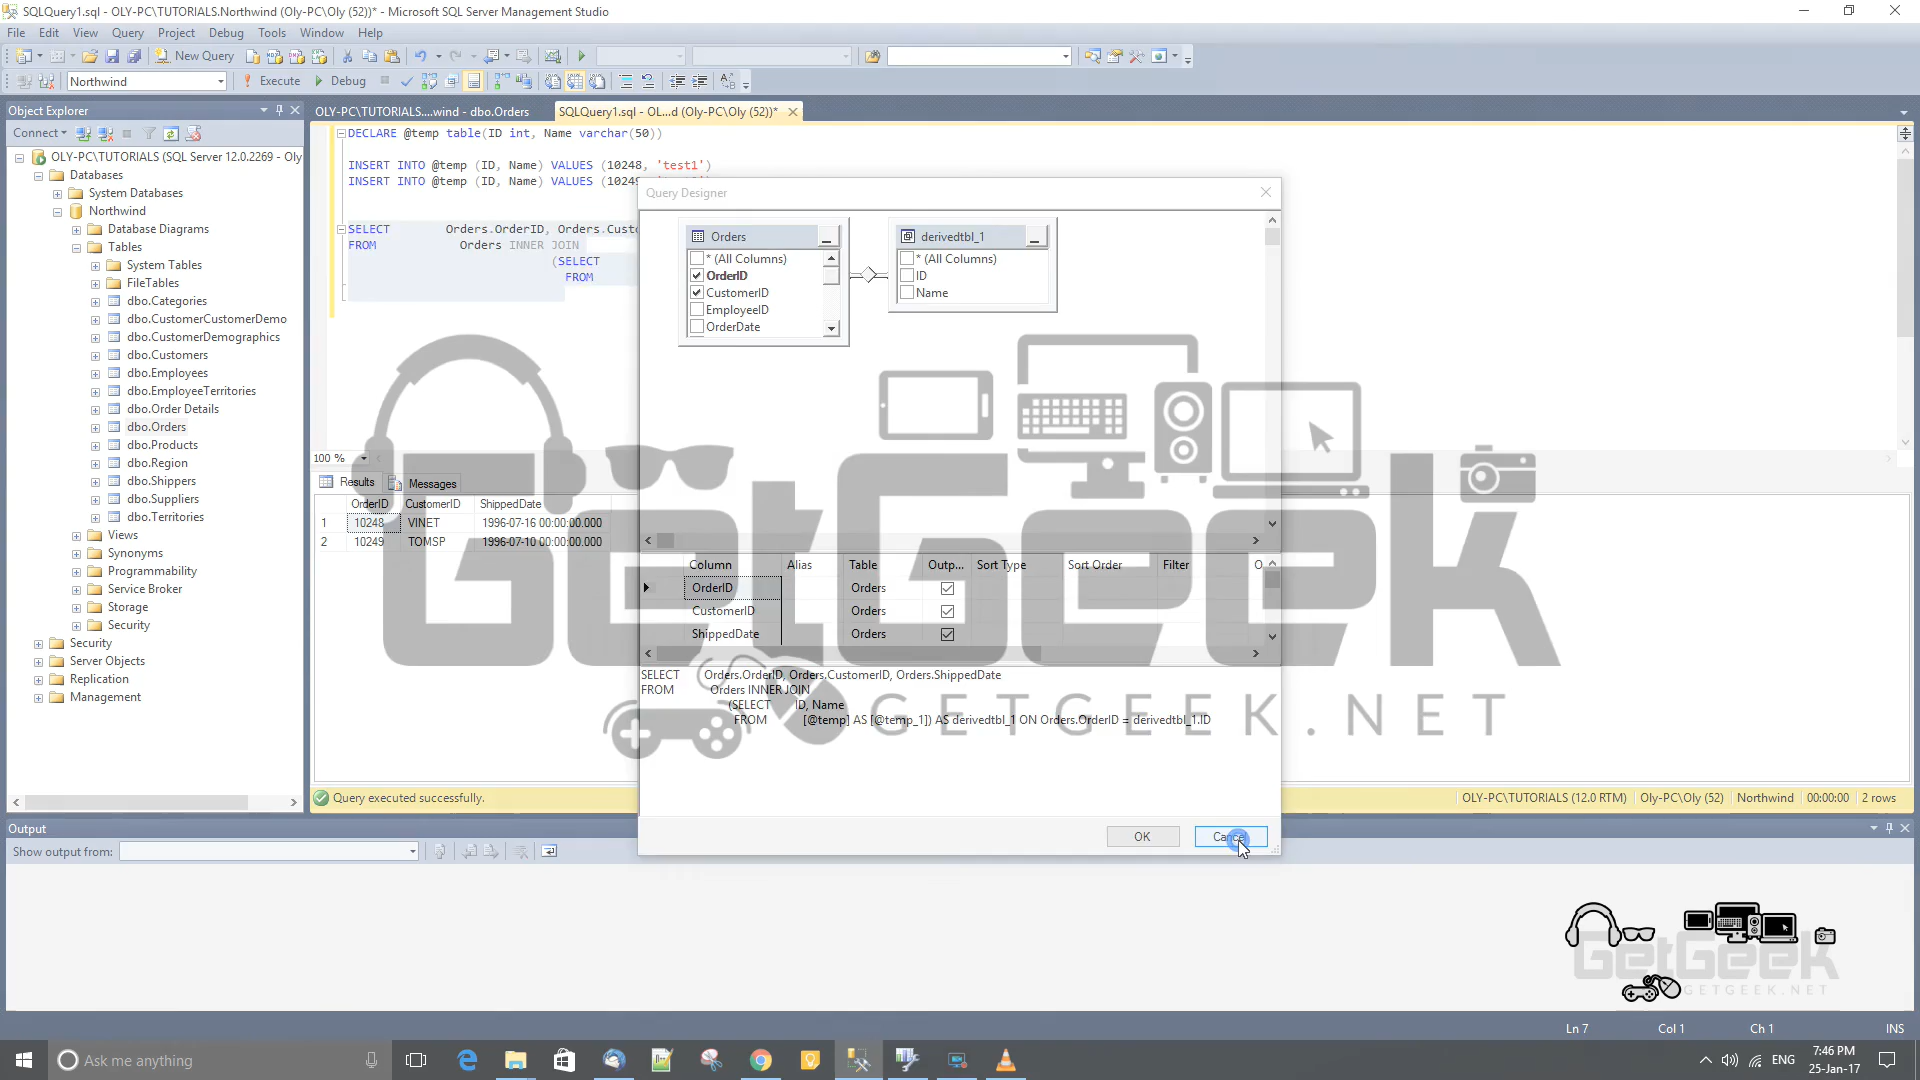 SQLQuery1.sql - OLY-PC\TUTORIALS.Northwind (Oly-PC\Oly (52))* - Microsoft SQL Server Management Studio
File Edit View Query Project Debug Tools Window Help
New Query
Northwind Execute Debug
Object Explorer
OLY-PC\TUTORIALS....wind - dbo.Orders
SQLQuery1.sql - OL...d (Oly-PC\Oly (52))*
Connect
OLY-PC\TUTORIALS (SQL Server 12.0.2269 - Oly
Databases
System Databases
Northwind
Database Diagrams
Tables
System Tables
FileTables
dbo.Categories
dbo.CustomerCustomerDemo
dbo.CustomerDemographics
dbo.Customers
dbo.Employees
dbo.EmployeeTerritories
dbo.Order Details
dbo.Orders
dbo.Products
dbo.Region
dbo.Shippers
dbo.Suppliers
dbo.Territories
Views
Synonyms
Programmability
Service Broker
Storage
Security
Security
Server Objects
Replication
Management
DECLARE @temp table(ID int, Name varchar(50))
INSERT INTO @temp (ID, Name) VALUES (10248, 'test1')
INSERT INTO @temp (ID, Name) VALUES (10249
SELECT Orders.OrderID, Orders.Custo
FROM Orders INNER JOIN
(SELECT
FROM
100 %
Results Messages
OrderID CustomerID ShippedDate
1 10248 VINET 1996-07-16 00:00:00.000
2 10249 TOMSP 1996-07-10 00:00:00.000
Query Designer
Orders
* (All Columns)
OrderID
CustomerID
EmployeeID
OrderDate
derivedtbl_1
* (All Columns)
ID
Name
Column Alias Table Outp... Sort Type Sort Order Filter O
OrderID Orders
CustomerID Orders
ShippedDate Orders
SELECT Orders.OrderID, Orders.CustomerID, Orders.ShippedDate
FROM Orders INNER JOIN
(SELECT ID, Name
FROM [@temp] AS [@temp_1]) AS derivedtbl_1 ON Orders.OrderID = derivedtbl_1.ID
OK Cancel
GetGeek
GETGEEK.NET
Query executed successfully.
OLY-PC\TUTORIALS (12.0 RTM) Oly-PC\Oly (52) Northwind 00:00:00 2 rows
Output
Show output from:
GetGeek
GETGEEK.NET
Ln 7 Col 1 Ch 1 INS
Ask me anything
ENG
7:46 PM
25-Jan-17